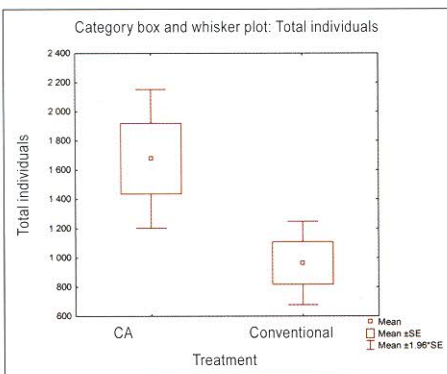 Category box and whisker plot: Total individuals
2 400
2 200
2 000
1 800
1 600
1 400
1 200
1 000
800
600
Total individuals
CA
Conventional
Treatment
Mean
Mean ±SE
Mean ±1.96*SE